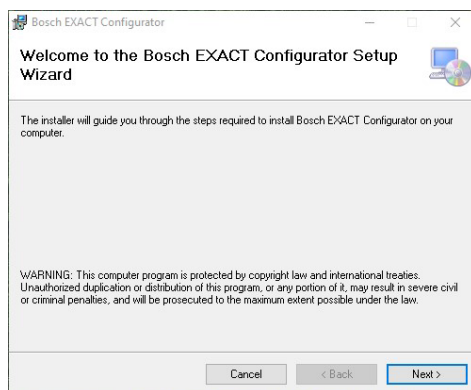 Bosch EXACT Configurator
Welcome to the Bosch EXACT Configurator Setup
Wizard
The installer will guide you through the steps required to install Bosch EXACT Configurator on your
computer.
WARNING: This computer program is protected by copyright law and international treaties.
Unauthorized duplication or distribution of this program, or any portion of it, may result in severe civil
or criminal penalties, and will be prosecuted to the maximum extent possible under the law.
Cancel < Back Next >